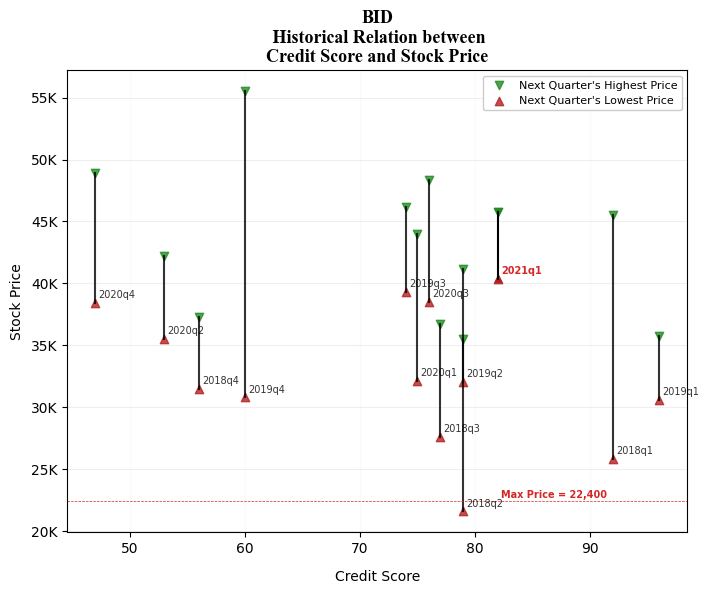 BID
Historical Relation between
Credit Score and Stock Price
Next Quarter's Highest Price
Next Quarter's Lowest Price
55K
50K
45K
40K
35K
30K
25K
20K
Stock Price
2021q1
2019q3
2020q3
2020q4
2020q2
2020q1
2019q2
2018q4
2019q4
2019q1
2018q3
2018q1
Max Price = 22,400
2018q2
50
60
70
80
90
Credit Score